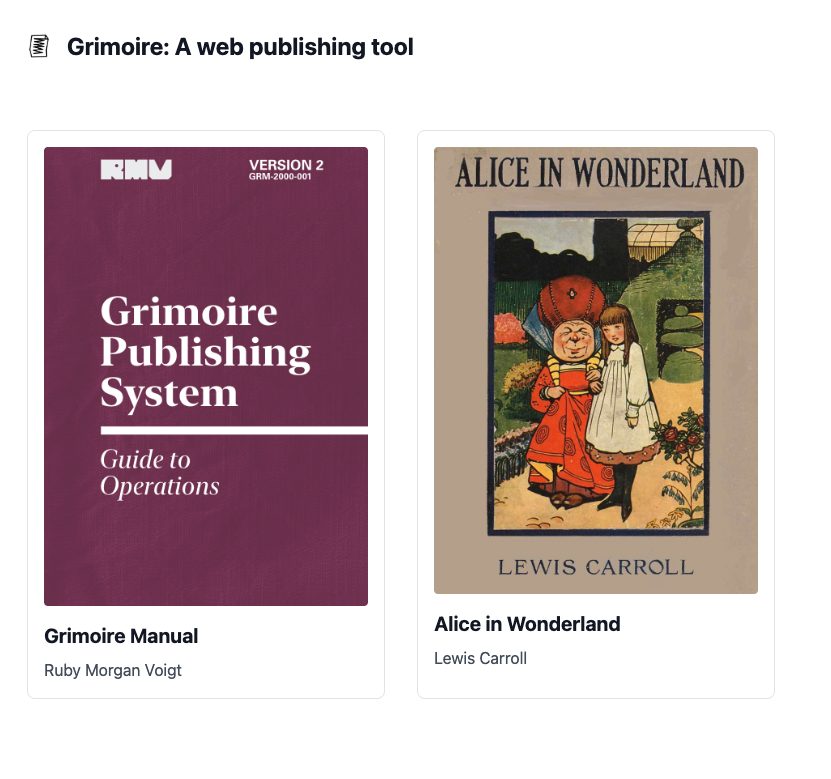 Grimoire: A web publishing tool
RMV
VERSION 2
GRM-2000-001
Grimoire
Publishing
System
Guide to
Operations
Grimoire Manual
Ruby Morgan Voigt
ALICE IN WONDERLAND
LEWIS CARROLL
Alice in Wonderland
Lewis Carroll